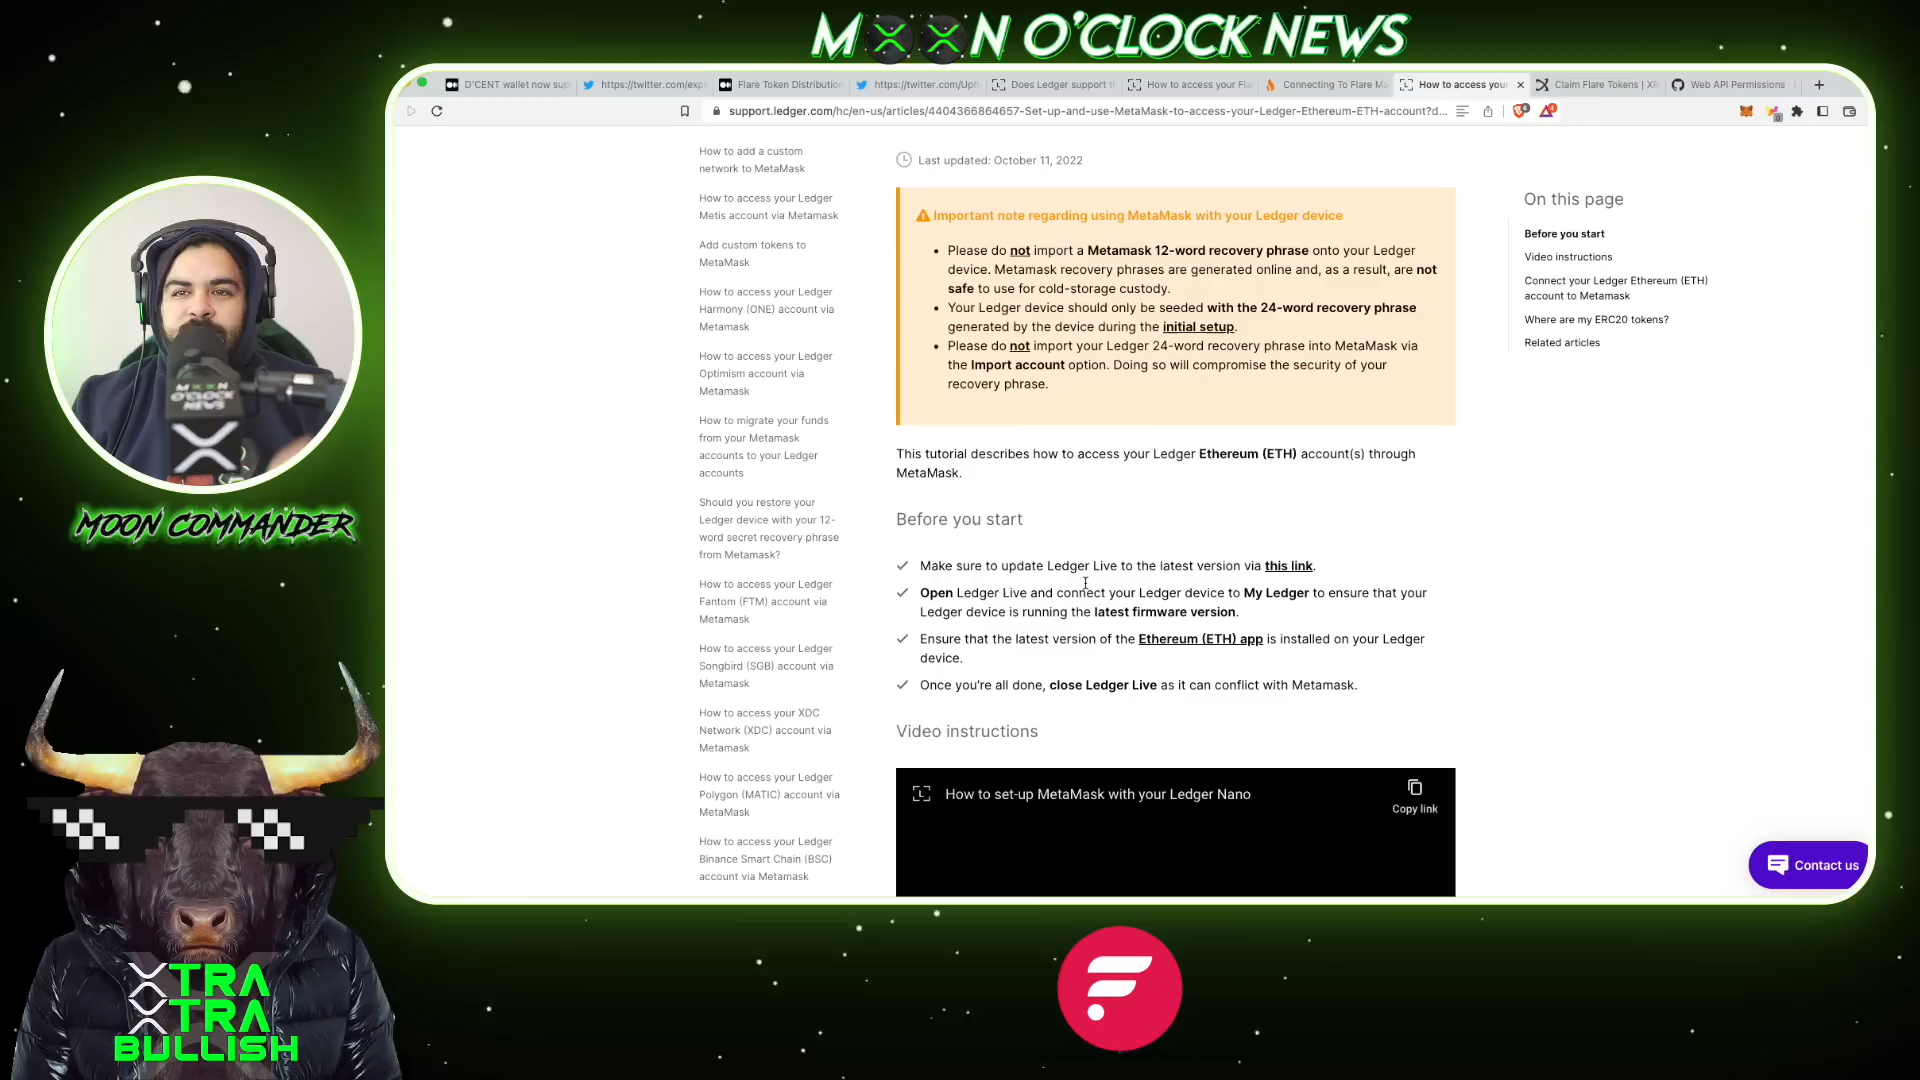 MOON O'CLOCK NEWS
D'CENT wallet now sup
https://twitter.com/exp
Flare Token Distribution
https://twitter.com/Uph
Does Ledger support t
How to access your Fla
Connecting To Flare Ma
How to access your
Claim Flare Tokens | XR
Web API Permissions
support.ledger.com/hc/en-us/articles/4404366864657-Set-up-and-use-MetaMask-to-access-your-Ledger-Ethereum-ETH-account?d...
How to add a custom
network to MetaMask
How to access your Ledger
Metis account via Metamask
Add custom tokens to
MetaMask
How to access your Ledger
Harmony (ONE) account via
Metamask
How to access your Ledger
Optimism account via
Metamask
How to migrate your funds
from your Metamask
accounts to your Ledger
accounts
Should you restore your
Ledger device with your 12-
word secret recovery phrase
from Metamask?
How to access your Ledger
Fantom (FTM) account via
Metamask
How to access your Ledger
Songbird (SGB) account via
Metamask
How to access your XDC
Network (XDC) account via
Metamask
How to access your Ledger
Polygon (MATIC) account via
MetaMask
How to access your Ledger
Binance Smart Chain (BSC)
account via Metamask
Last updated: October 11, 2022
Important note regarding using MetaMask with your Ledger device
• Please do not import a Metamask 12-word recovery phrase onto your Ledger
device. Metamask recovery phrases are generated online and, as a result, are not
safe to use for cold-storage custody.
• Your Ledger device should only be seeded with the 24-word recovery phrase
generated by the device during the initial setup.
• Please do not import your Ledger 24-word recovery phrase into MetaMask via
the Import account option. Doing so will compromise the security of your
recovery phrase.
This tutorial describes how to access your Ledger Ethereum (ETH) account(s) through
MetaMask.
Before you start
Make sure to update Ledger Live to the latest version via this link.
Open Ledger Live and connect your Ledger device to My Ledger to ensure that your
Ledger device is running the latest firmware version.
Ensure that the latest version of the Ethereum (ETH) app is installed on your Ledger
device.
Once you're all done, close Ledger Live as it can conflict with Metamask.
Video instructions
How to set-up MetaMask with your Ledger Nano
Copy link
On this page
Before you start
Video instructions
Connect your Ledger Ethereum (ETH)
account to Metamask
Where are my ERC20 tokens?
Related articles
Contact us
MOON
O'CLOCK
NEWS
MOON COMMANDER
XTRA
XTRA
BULLISH